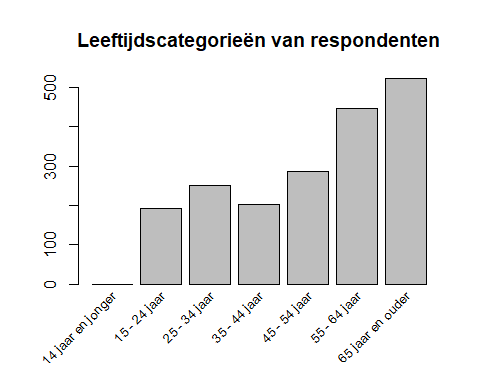 Leeftijdscategorieën van respondenten
500
300
100
0
14 jaar en jonger
15 - 24 jaar
25 - 34 jaar
35 - 44 jaar
45 - 54 jaar
55 - 64 jaar
65 jaar en ouder